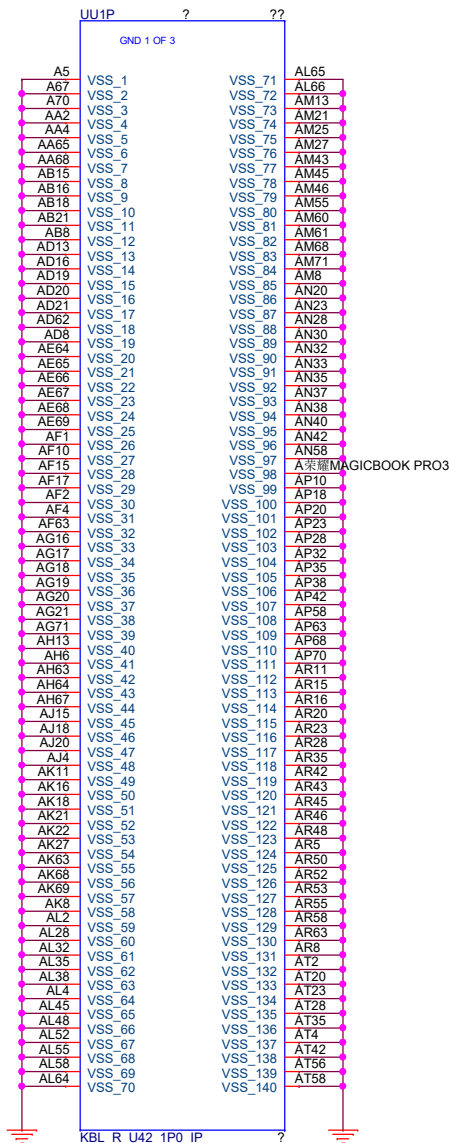 UU1P ? ??
GND 1 OF 3
A5 VSS_1 VSS_71 AL65
A67 VSS_2 VSS_72 AL66
A70 VSS_3 VSS_73 AM13
AA2 VSS_4 VSS_74 AM21
AA4 VSS_5 VSS_75 AM25
AA65 VSS_6 VSS_76 AM27
AA68 VSS_7 VSS_77 AM43
AB15 VSS_8 VSS_78 AM45
AB16 VSS_9 VSS_79 AM46
AB18 VSS_10 VSS_80 AM55
AB21 VSS_11 VSS_81 AM60
AB8 VSS_12 VSS_82 AM61
AD13 VSS_13 VSS_83 AM68
AD16 VSS_14 VSS_84 AM71
AD19 VSS_15 VSS_85 AM8
AD20 VSS_16 VSS_86 AN20
AD21 VSS_17 VSS_87 AN23
AD62 VSS_18 VSS_88 AN28
AD8 VSS_19 VSS_89 AN30
AE64 VSS_20 VSS_90 AN32
AE65 VSS_21 VSS_91 AN33
AE66 VSS_22 VSS_92 AN35
AE67 VSS_23 VSS_93 AN37
AE68 VSS_24 VSS_94 AN38
AE69 VSS_25 VSS_95 AN40
AF1 VSS_26 VSS_96 AN42
AF10 VSS_27 VSS_97 AN58
AF15 VSS_28 VSS_98 A荣耀MAGICBOOK PRO3
AF17 VSS_29 VSS_99 AP10
AF2 VSS_30 VSS_100 AP18
AF4 VSS_31 VSS_101 AP20
AF63 VSS_32 VSS_102 AP23
AG16 VSS_33 VSS_103 AP28
AG17 VSS_34 VSS_104 AP32
AG18 VSS_35 VSS_105 AP35
AG19 VSS_36 VSS_106 AP38
AG20 VSS_37 VSS_107 AP42
AG21 VSS_38 VSS_108 AP58
AG71 VSS_39 VSS_109 AP63
AH13 VSS_40 VSS_110 AP68
AH6 VSS_41 VSS_111 AP70
AH63 VSS_42 VSS_112 AR11
AH64 VSS_43 VSS_113 AR15
AH67 VSS_44 VSS_114 AR16
AJ15 VSS_45 VSS_115 AR20
AJ18 VSS_46 VSS_116 AR23
AJ20 VSS_47 VSS_117 AR28
AJ4 VSS_48 VSS_118 AR35
AK11 VSS_49 VSS_119 AR42
AK16 VSS_50 VSS_120 AR43
AK18 VSS_51 VSS_121 AR45
AK21 VSS_52 VSS_122 AR46
AK22 VSS_53 VSS_123 AR48
AK27 VSS_54 VSS_124 AR5
AK63 VSS_55 VSS_125 AR50
AK68 VSS_56 VSS_126 AR52
AK69 VSS_57 VSS_127 AR53
AK8 VSS_58 VSS_128 AR55
AL2 VSS_59 VSS_129 AR58
AL28 VSS_60 VSS_130 AR63
AL32 VSS_61 VSS_131 AR8
AL35 VSS_62 VSS_132 AT2
AL38 VSS_63 VSS_133 AT20
AL4 VSS_64 VSS_134 AT23
AL45 VSS_65 VSS_135 AT28
AL48 VSS_66 VSS_136 AT35
AL52 VSS_67 VSS_137 AT4
AL55 VSS_68 VSS_138 AT42
AL58 VSS_69 VSS_139 AT56
AL64 VSS_70 VSS_140 AT58
KBL_R_U42_1P0_IP ?